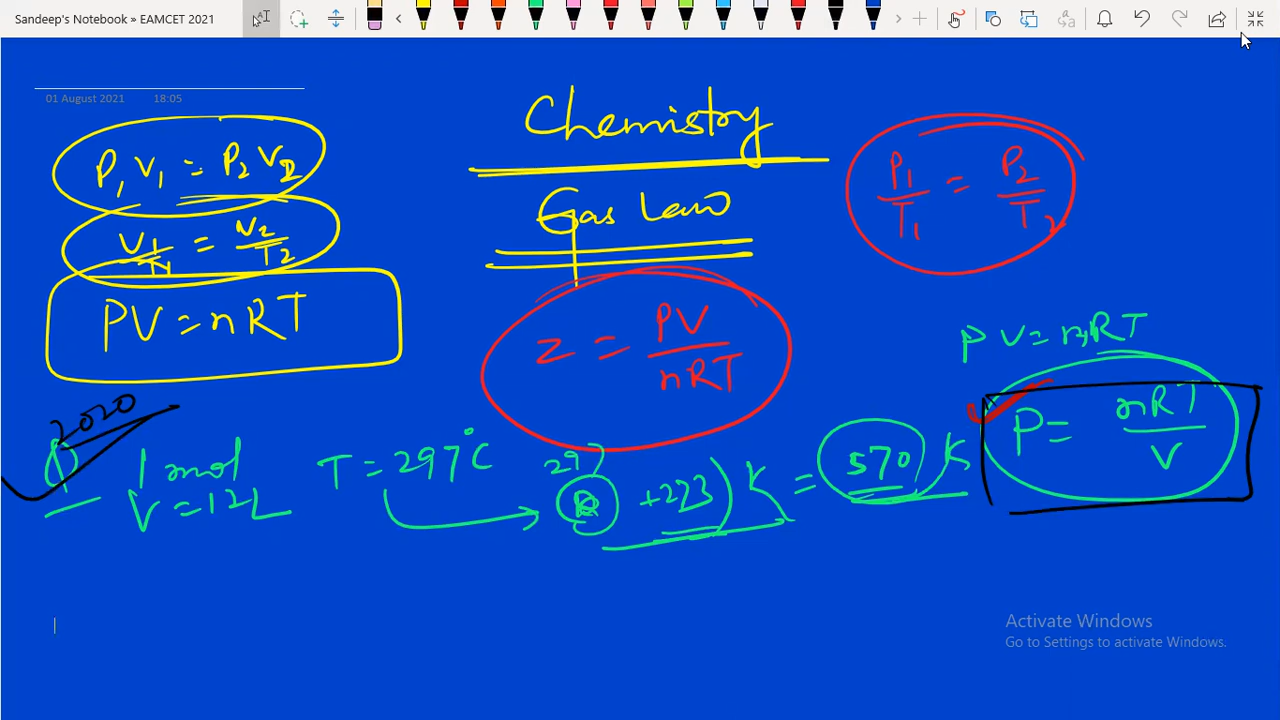 Sandeep's Notebook » EAMCET 2021
01 August 2021 18:05
Chemistry
Gas Law
P₁V₁ = P₂V₂
V₁/T₁ = V₂/T₂
PV = nRT
P₁/T₁ = P₂/T₂
Z = PV/nRT
PV = nRT
P = nRT/V
2020
Q
1 mol
V = 12L
T = 297°C
297
+273) K = 570 K
Activate Windows
Go to Settings to activate Windows.